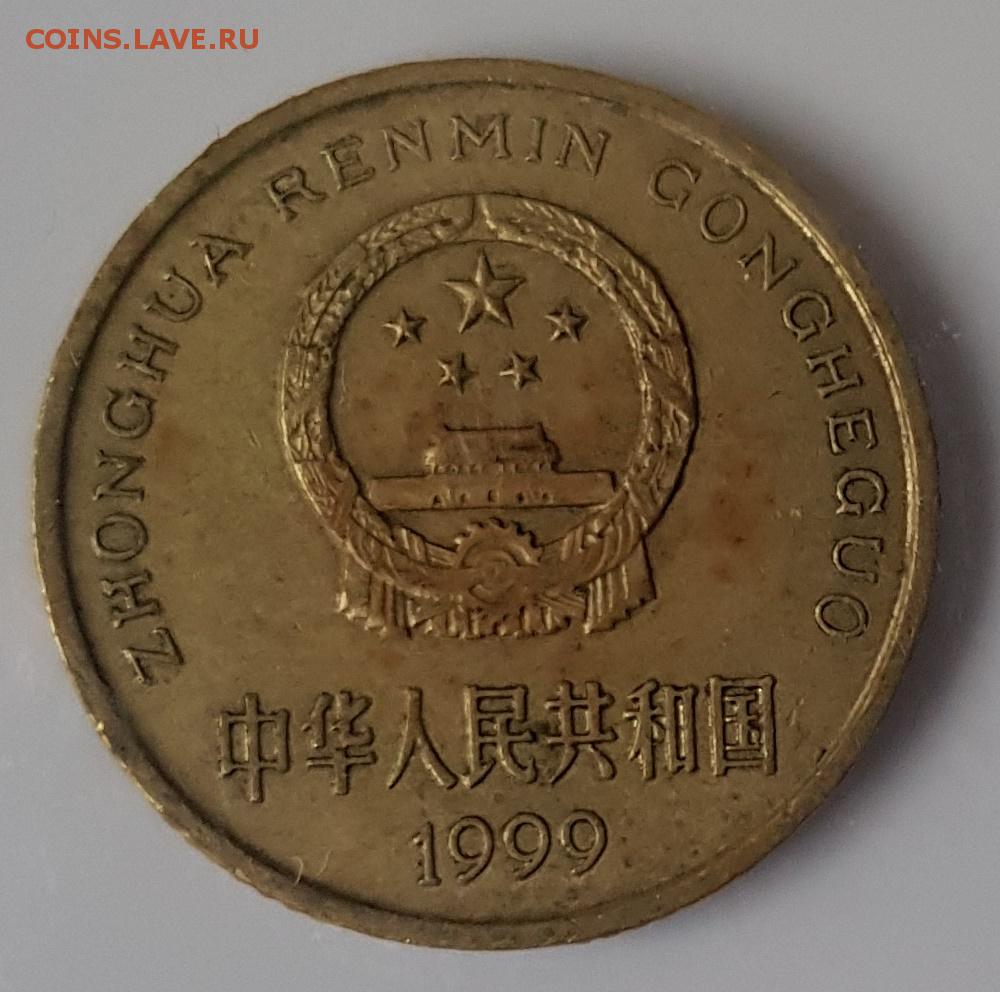 COINS.LAVE.RU
ZHONGHUA RENMIN GONGHEGUO
中华人民共和国
1999